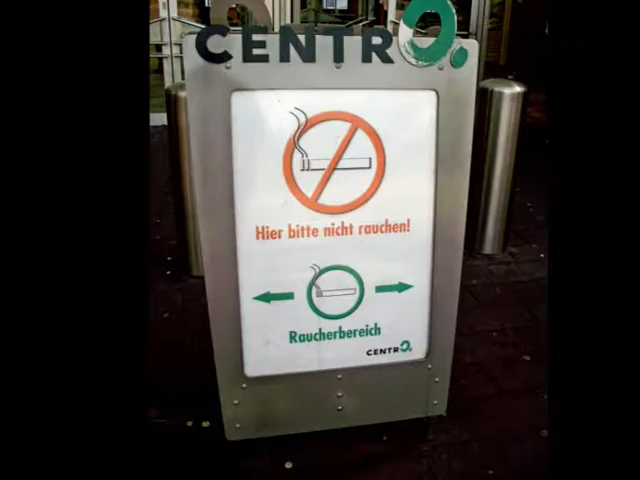 CENTRO.
Hier bitte nicht rauchen!
Raucherbereich
CENTRO.